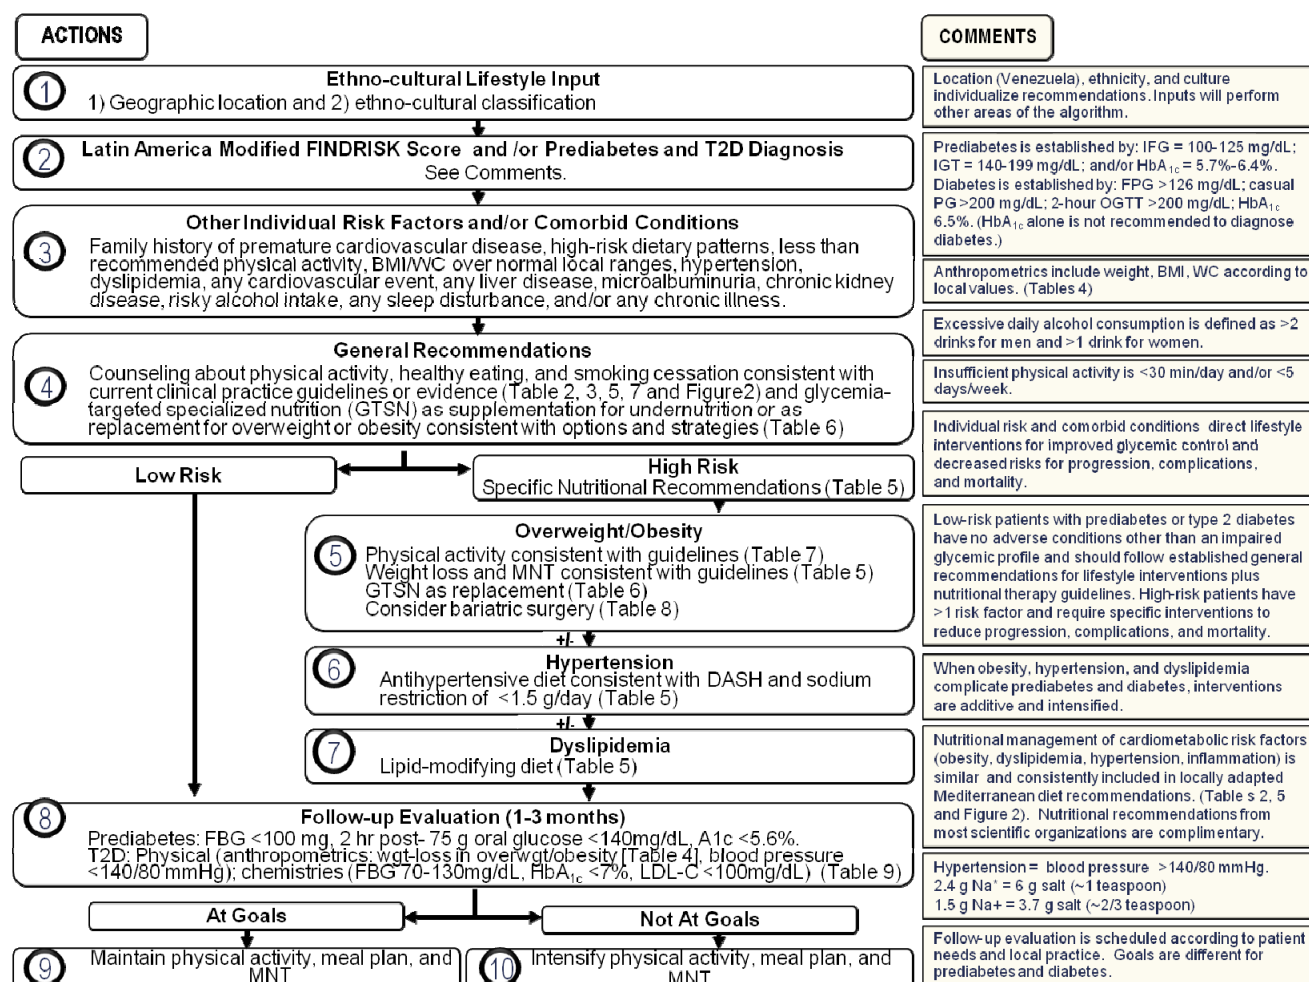 ACTIONS
1
Ethno-cultural Lifestyle Input
1) Geographic location and 2) ethno-cultural classification
2
Latin America Modified FINDRISK Score and /or Prediabetes and T2D Diagnosis
See Comments.
3
Other Individual Risk Factors and/or Comorbid Conditions
Family history of premature cardiovascular disease, high-risk dietary patterns, less than
recommended physical activity, BMI/WC over normal local ranges, hypertension,
dyslipidemia, any cardiovascular event, any liver disease, microalbuminuria, chronic kidney
disease, risky alcohol intake, any sleep disturbance, and/or any chronic illness.
4
General Recommendations
Counseling about physical activity, healthy eating, and smoking cessation consistent with
current clinical practice guidelines or evidence (Table 2, 3, 5, 7 and Figure2) and glycemia-
targeted specialized nutrition (GTSN) as supplementation for undernutrition or as
replacement for overweight or obesity consistent with options and strategies (Table 6)
Low Risk
High Risk
Specific Nutritional Recommendations (Table 5)
5
Overweight/Obesity
Physical activity consistent with guidelines (Table 7)
Weight loss and MNT consistent with guidelines (Table 5)
GTSN as replacement (Table 6)
Consider bariatric surgery (Table 8)
+/-
6
Hypertension
Antihypertensive diet consistent with DASH and sodium
restriction of <1.5 g/day (Table 5)
+/-
7
Dyslipidemia
Lipid-modifying diet (Table 5)
8
Follow-up Evaluation (1-3 months)
Prediabetes: FBG <100 mg, 2 hr post- 75 g oral glucose <140mg/dL, A1c <5.6%.
T2D: Physical (anthropometrics: wgt-loss in overwgt/obesity [Table 4], blood pressure
<140/80 mmHg); chemistries (FBG 70-130mg/dL, HbA1c <7%, LDL-C <100mg/dL) (Table 9)
At Goals
Not At Goals
9
Maintain physical activity, meal plan, and
MNT
10
Intensify physical activity, meal plan, and
MNT
COMMENTS
Location (Venezuela), ethnicity, and culture
individualize recommendations. Inputs will perform
other areas of the algorithm.
Prediabetes is established by: IFG = 100-125 mg/dL;
IGT = 140-199 mg/dL; and/or HbA1c = 5.7%-6.4%.
Diabetes is established by: FPG >126 mg/dL; casual
PG >200 mg/dL; 2-hour OGTT >200 mg/dL; HbA1c
6.5%. (HbA1c alone is not recommended to diagnose
diabetes.)
Anthropometrics include weight, BMI, WC according to
local values. (Tables 4)
Excessive daily alcohol consumption is defined as >2
drinks for men and >1 drink for women.
Insufficient physical activity is <30 min/day and/or <5
days/week.
Individual risk and comorbid conditions direct lifestyle
interventions for improved glycemic control and
decreased risks for progression, complications,
and mortality.
Low-risk patients with prediabetes or type 2 diabetes
have no adverse conditions other than an impaired
glycemic profile and should follow established general
recommendations for lifestyle interventions plus
nutritional therapy guidelines. High-risk patients have
>1 risk factor and require specific interventions to
reduce progression, complications, and mortality.
When obesity, hypertension, and dyslipidemia
complicate prediabetes and diabetes, interventions
are additive and intensified.
Nutritional management of cardiometabolic risk factors
(obesity, dyslipidemia, hypertension, inflammation) is
similar and consistently included in locally adapted
Mediterranean diet recommendations. (Table s 2, 5
and Figure 2). Nutritional recommendations from
most scientific organizations are complimentary.
Hypertension = blood pressure >140/80 mmHg.
2.4 g Na+ = 6 g salt (~1 teaspoon)
1.5 g Na+ = 3.7 g salt (~2/3 teaspoon)
Follow-up evaluation is scheduled according to patient
needs and local practice. Goals are different for
prediabetes and diabetes.